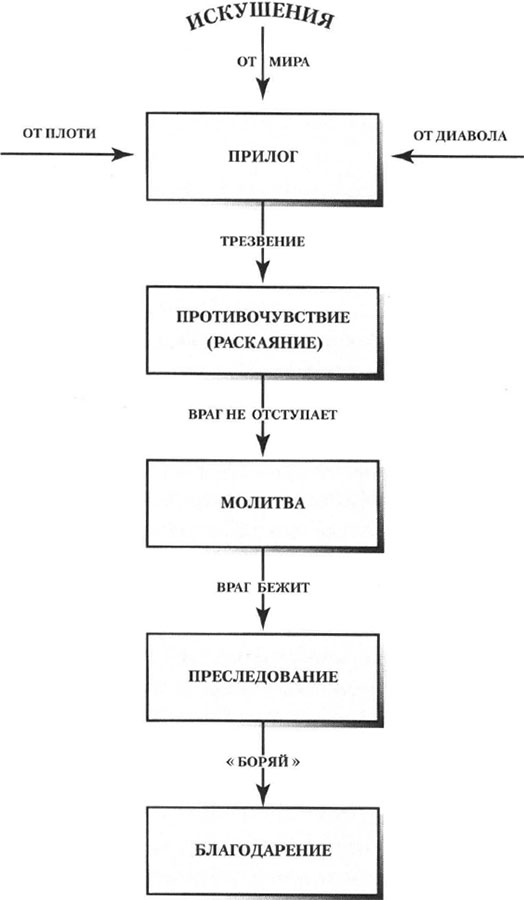 ИСКУШЕНИЯ
ОТ МИРА
ОТ ПЛОТИ
ОТ ДИАВОЛА
ПРИЛОГ
ТРЕЗВЕНИЕ
ПРОТИВОЧУВСТВИЕ
(РАСКАЯНИЕ)
ВРАГ НЕ ОТСТУПАЕТ
МОЛИТВА
ВРАГ БЕЖИТ
ПРЕСЛЕДОВАНИЕ
« БОРЯЙ »
БЛАГОДАРЕНИЕ